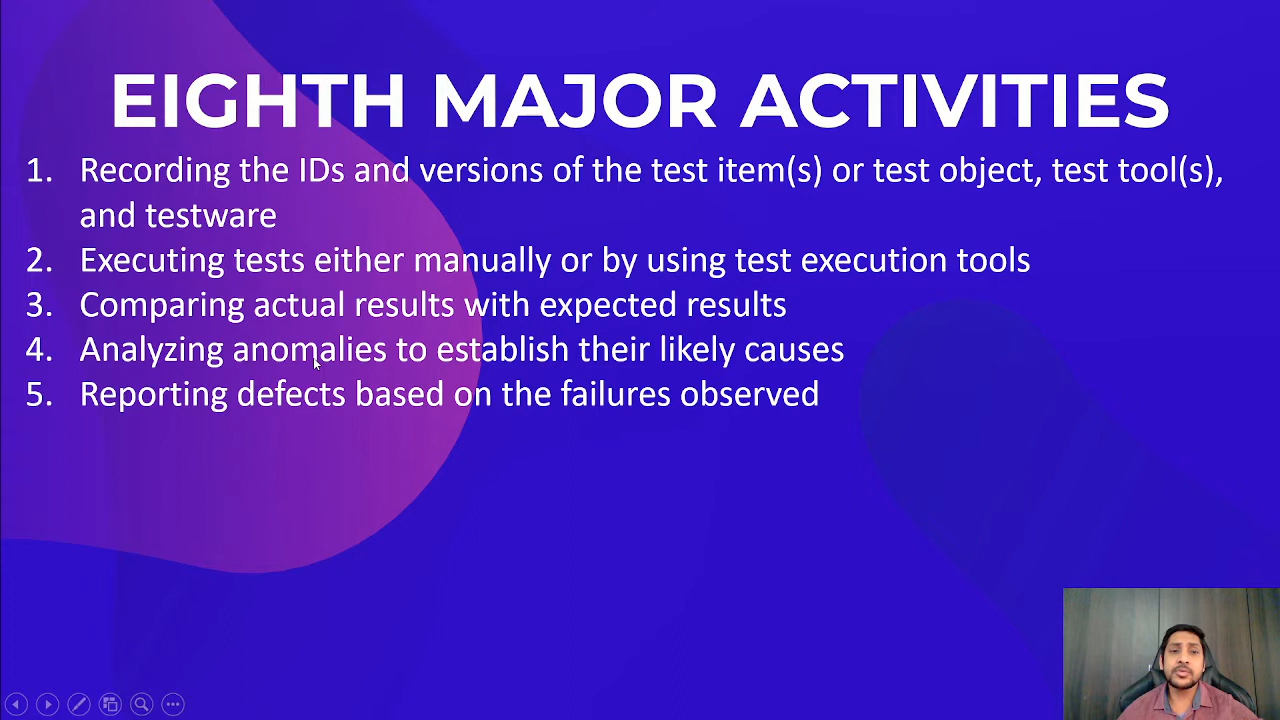 EIGHTH MAJOR ACTIVITIES
1. Recording the IDs and versions of the test item(s) or test object, test tool(s),
and testware
2. Executing tests either manually or by using test execution tools
3. Comparing actual results with expected results
4. Analyzing anomalies to establish their likely causes
5. Reporting defects based on the failures observed